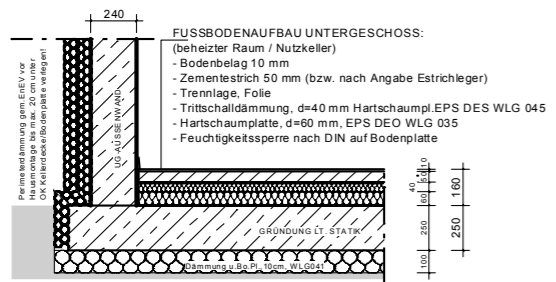 240
FUSSBODENAUFBAU UNTERGESCHOSS:
(beheizter Raum / Nutzkeller)
- Bodenbelag 10 mm
- Zementestrich 50 mm (bzw. nach Angabe Estrichleger)
- Trennlage, Folie
- Trittschalldämmung, d=40 mm Hartschaumpl.EPS DES WLG 045
- Hartschaumplatte, d=60 mm, EPS DEO WLG 035
- Feuchtigkeitssperre nach DIN auf Bodenplatte
Perimeterdämmung gem.EnEV vor
Hausmontage bis max. 20 cm unter
OK Kellerdecke/Bodenplatte verlegen!
UG-AUSSENWAND
GRÜNDUNG LT. STATIK
Dämmung u.Bo.Pl. 10cm, WLG041
10
50
40
60
160
250
250
100